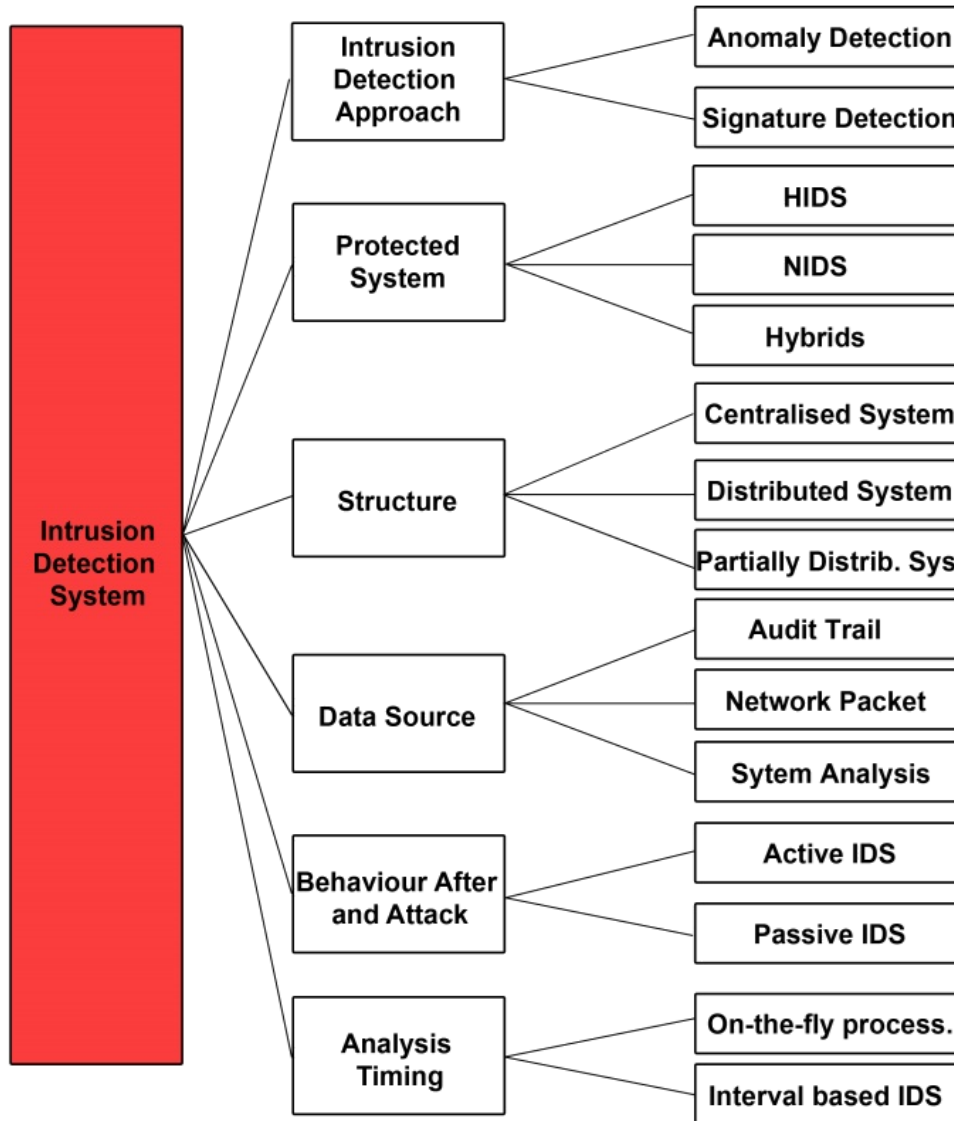 Intrusion
Detection
System
Intrusion
Detection
Approach
Anomaly Detection
Signature Detection
Protected
System
HIDS
NIDS
Hybrids
Structure
Centralised System
Distributed System
Partially Distrib. Sys
Data Source
Audit Trail
Network Packet
Sytem Analysis
Behaviour After
and Attack
Active IDS
Passive IDS
Analysis
Timing
On-the-fly process.
Interval based IDS